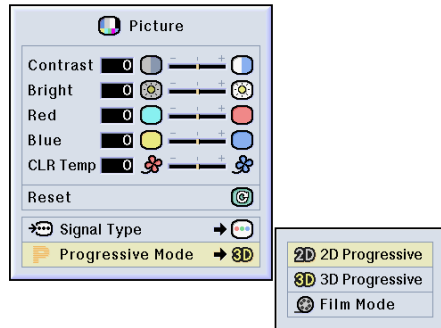 Picture
Contrast 0
Bright 0
Red 0
Blue 0
CLR Temp 0
Reset
Signal Type
P Progressive Mode 3D
2D 2D Progressive
3D 3D Progressive
Film Mode